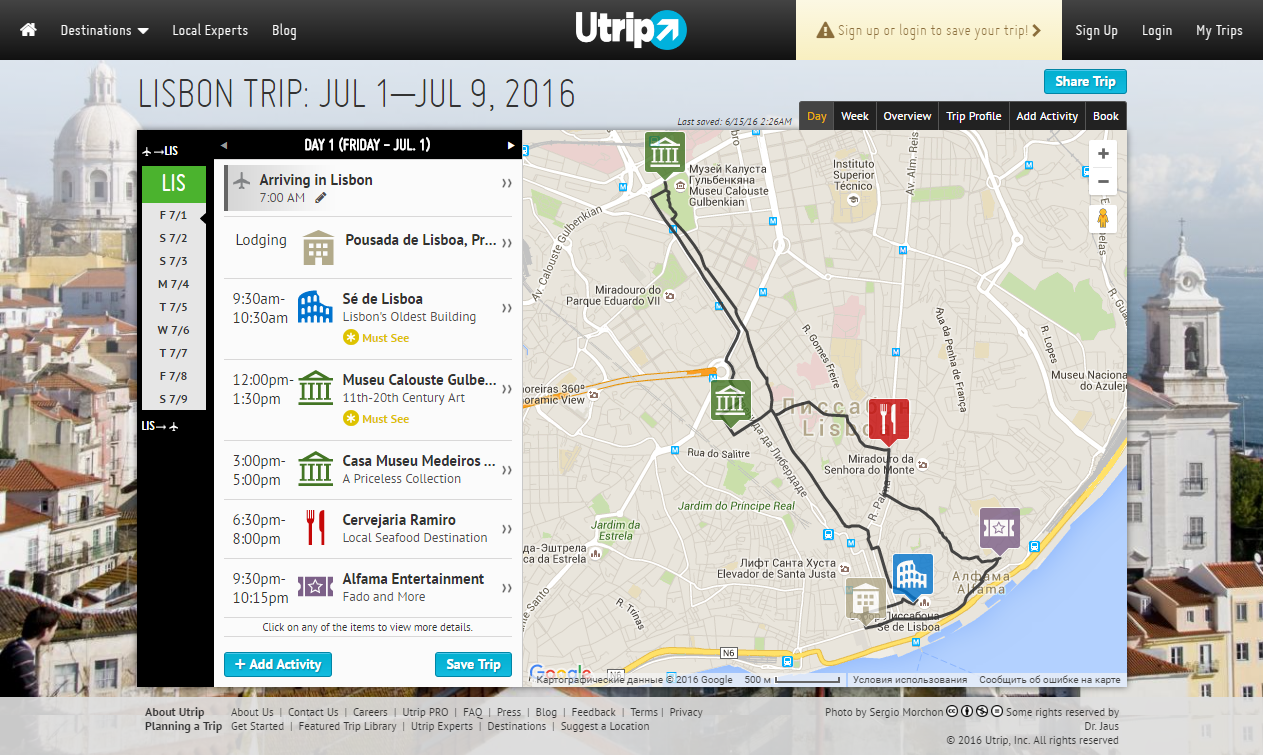 Destinations
Local Experts
Blog
Utrip
Sign up or login to save your trip!
Sign Up
Login
My Trips
LISBON TRIP: JUL 1—JUL 9, 2016
Share Trip
Last saved: 6/15/16 2:26AM
Day
Week
Overview
Trip Profile
Add Activity
Book
→LIS
LIS
F 7/1
S 7/2
S 7/3
M 7/4
T 7/5
W 7/6
T 7/7
F 7/8
S 7/9
LIS→
DAY 1 (FRIDAY – JUL. 1)
Arriving in Lisbon
7:00 AM
Lodging
Pousada de Lisboa, Pr...
9:30am-
10:30am
Sé de Lisboa
Lisbon's Oldest Building
Must See
12:00pm-
1:30pm
Museu Calouste Gulbe...
11th-20th Century Art
Must See
3:00pm-
5:00pm
Casa Museu Medeiros ...
A Priceless Collection
6:30pm-
8:00pm
Cervejaria Ramiro
Local Seafood Destination
9:30pm-
10:15pm
Alfama Entertainment
Fado and More
Click on any of the items to view more details.
+ Add Activity
Save Trip
Музей Калуста
Гульбенкяна
Museu Calouste
Gulbenkian
Instituto
Superior
Técnico
Av. Alm. Reis
Av. Calouste Gulbenkian
Miradouro do
Parque Eduardo VII
R. Gomes Freire
Rua da Penha de França
R. Lopes
Museu Naciona
do Azulej
oreiras 360°
noramic View
Лиссабон
Lisboa
Rua do Salitre
Miradouro da
Senhora do Monte
R. Palma
Jardim do Príncipe Real
Jardim da
Estrela
да-Эштрела
ca da Estrela
Лифт Санта Жуста
Elevador de Santa Justa
Алфама
Alfama
Лиссабона
Sé de Lisboa
R. Trinas
N6
N6
Google
Картографические данные © 2016 Google
500 м
Условия использования
Сообщить об ошибке на карте
About Utrip
About Us | Contact Us | Careers | Utrip PRO | FAQ | Press | Blog | Feedback | Terms | Privacy
Planning a Trip
Get Started | Featured Trip Library | Utrip Experts | Destinations | Suggest a Location
Photo by Sergio Morchon
Some rights reserved by
Dr. Jaus
© 2016 Utrip, Inc. All rights reserved